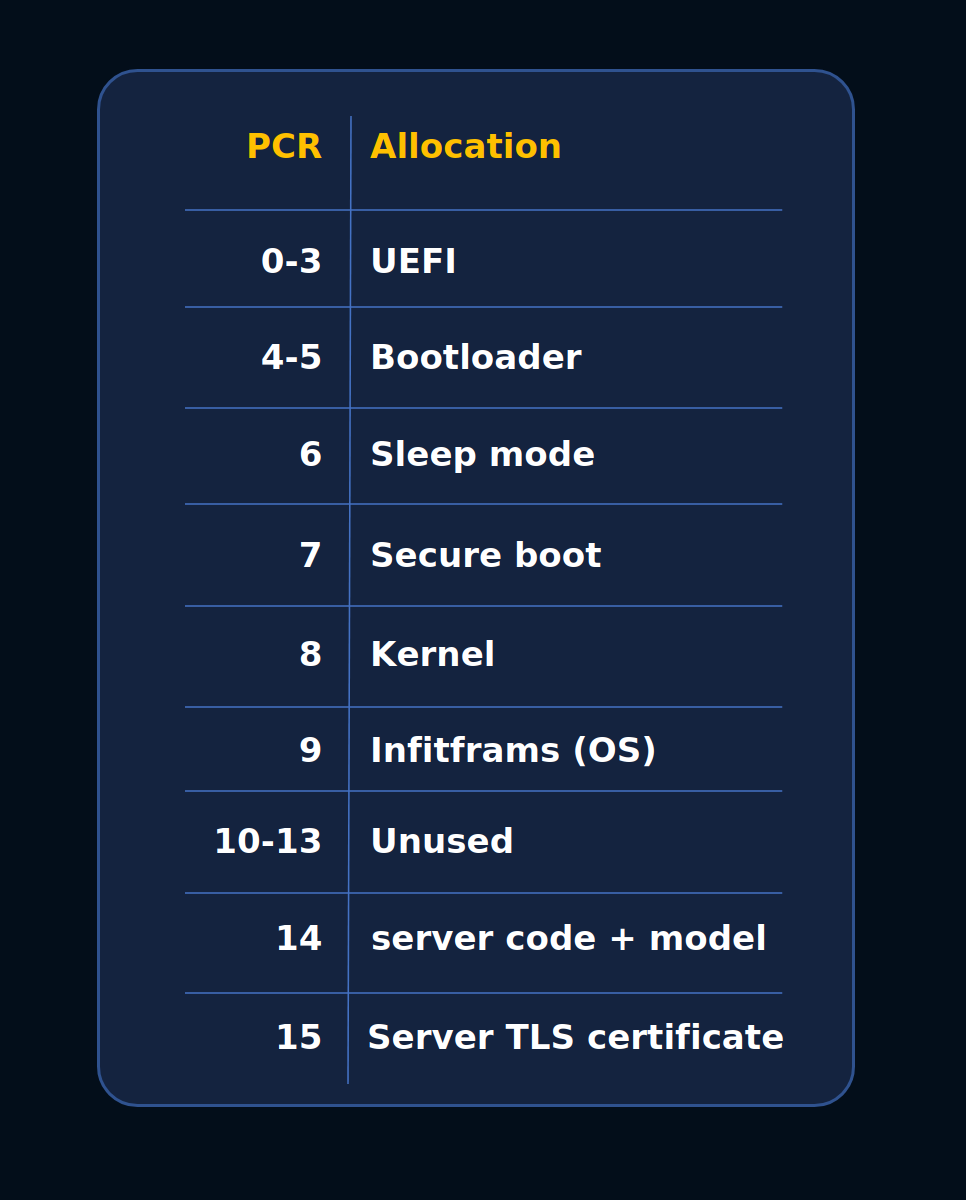 PCR Allocation
0-3 UEFI
4-5 Bootloader
6 Sleep mode
7 Secure boot
8 Kernel
9 Infitframs (OS)
10-13 Unused
14 server code + model
15 Server TLS certificate